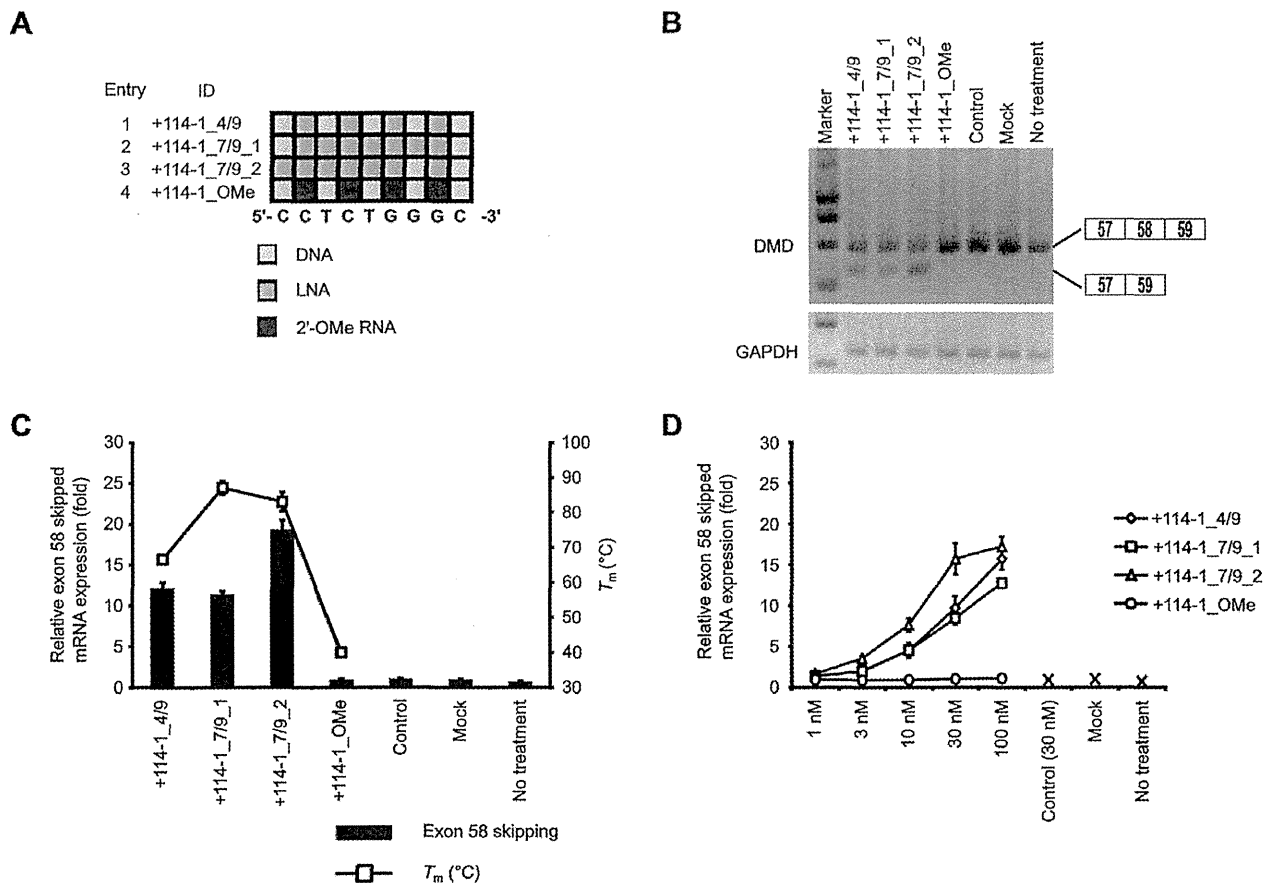 A
Entry ID
1 +114-1_4/9
2 +114-1_7/9_1
3 +114-1_7/9_2
4 +114-1_OMe
5'- C C T C T G G G C -3'
DNA
LNA
2'-OMe RNA
B
Marker
+114-1_4/9
+114-1_7/9_1
+114-1_7/9_2
+114-1_OMe
Control
Mock
No treatment
DMD
57 58 59
57 59
GAPDH
C
Relative exon 58 skipped
mRNA expression (fold)
30
25
20
15
10
5
0
100
90
80
70
60
50
40
30
Tm (°C)
+114-1_4/9
+114-1_7/9_1
+114-1_7/9_2
+114-1_OMe
Control
Mock
No treatment
Exon 58 skipping
Tm (°C)
D
Relative exon 58 skipped
mRNA expression (fold)
30
25
20
15
10
5
0
1 nM
3 nM
10 nM
30 nM
100 nM
Control (30 nM)
Mock
No treatment
+114-1_4/9
+114-1_7/9_1
+114-1_7/9_2
+114-1_OMe